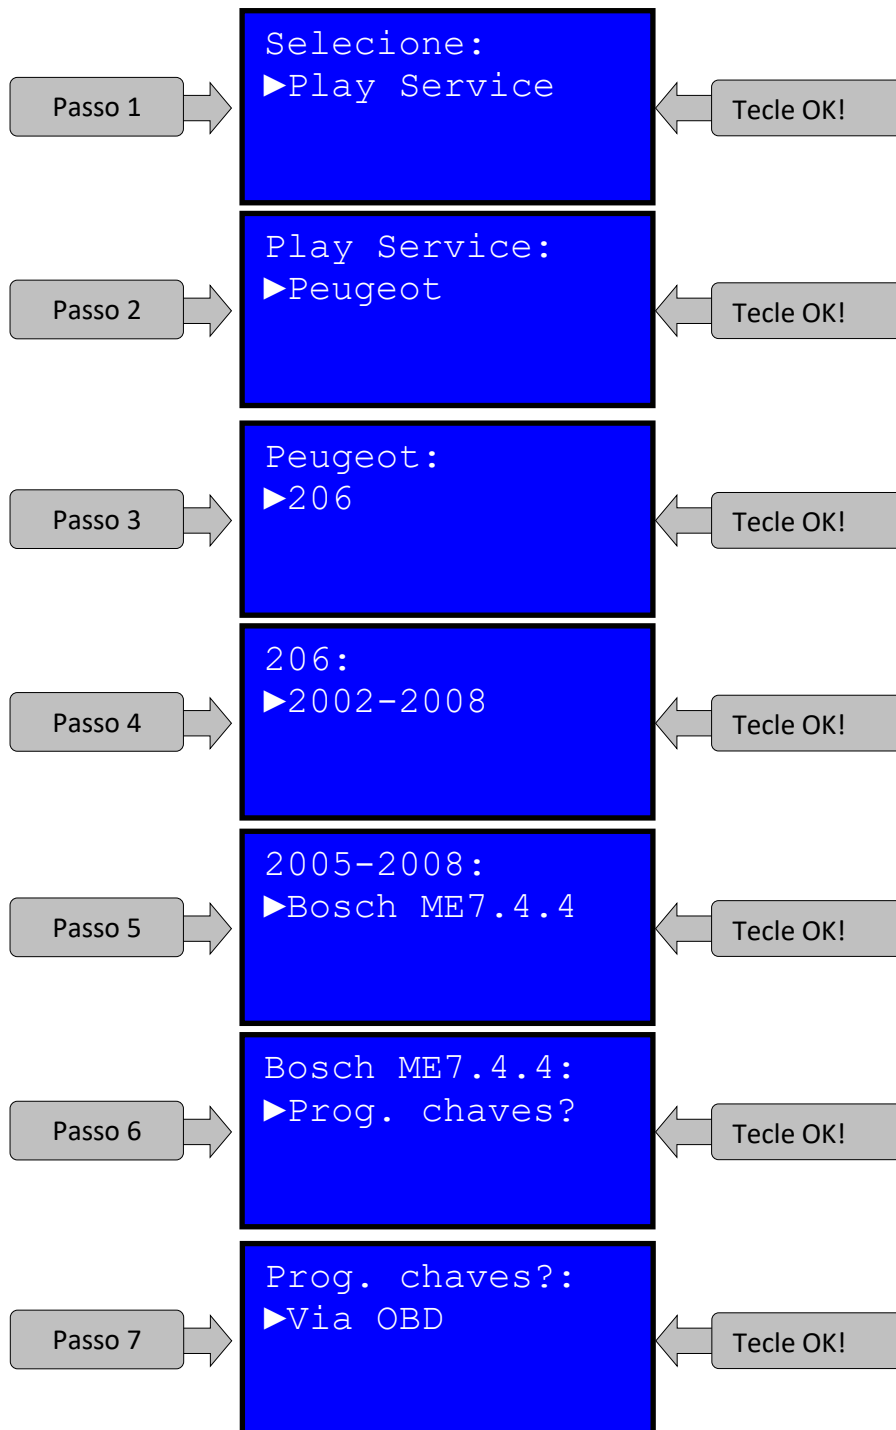 Selecione:
Passo 1
►Play Service
Tecle OK!
Play Service:
Passo 2
►Peugeot
Tecle OK!
Peugeot:
Passo 3
►206
Tecle OK!
206:
Passo 4
►2002-2008
Tecle OK!
2005-2008:
Passo 5
►Bosch ME7.4.4
Tecle OK!
Bosch ME7.4.4:
Passo 6
►Prog. chaves?
Tecle OK!
Prog. chaves?:
Passo 7
►Via OBD
Tecle OK!